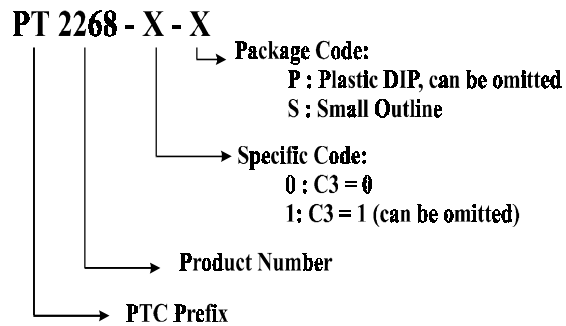 PT 2268 - X - X
Package Code:
P : Plastic DIP, can be omitted
S : Small Outline
Specific Code:
0 : C3 = 0
1: C3 = 1 (can be omitted)
Product Number
PTC Prefix